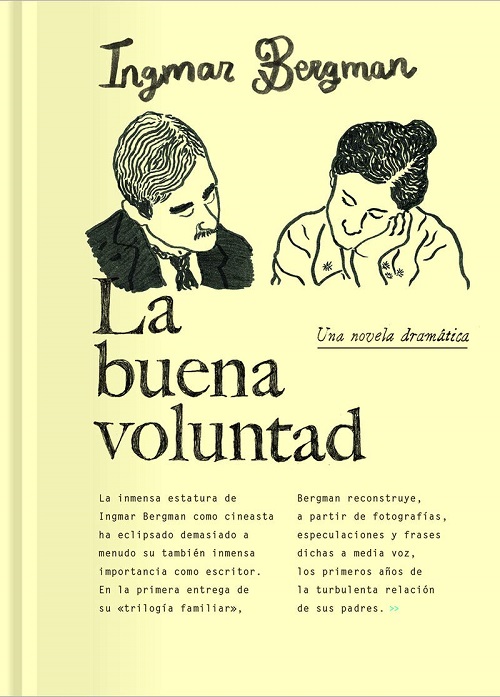 Ingmar Bergman
La
buena
voluntad
Una novela dramática
La inmensa estatura de
Ingmar Bergman como cineasta
ha eclipsado demasiado a
menudo su también inmensa
importancia como escritor.
En la primera entrega de
su «trilogía familiar»,
Bergman reconstruye,
a partir de fotografías,
especulaciones y frases
dichas a media voz,
los primeros años de
la turbulenta relación
de sus padres. >>